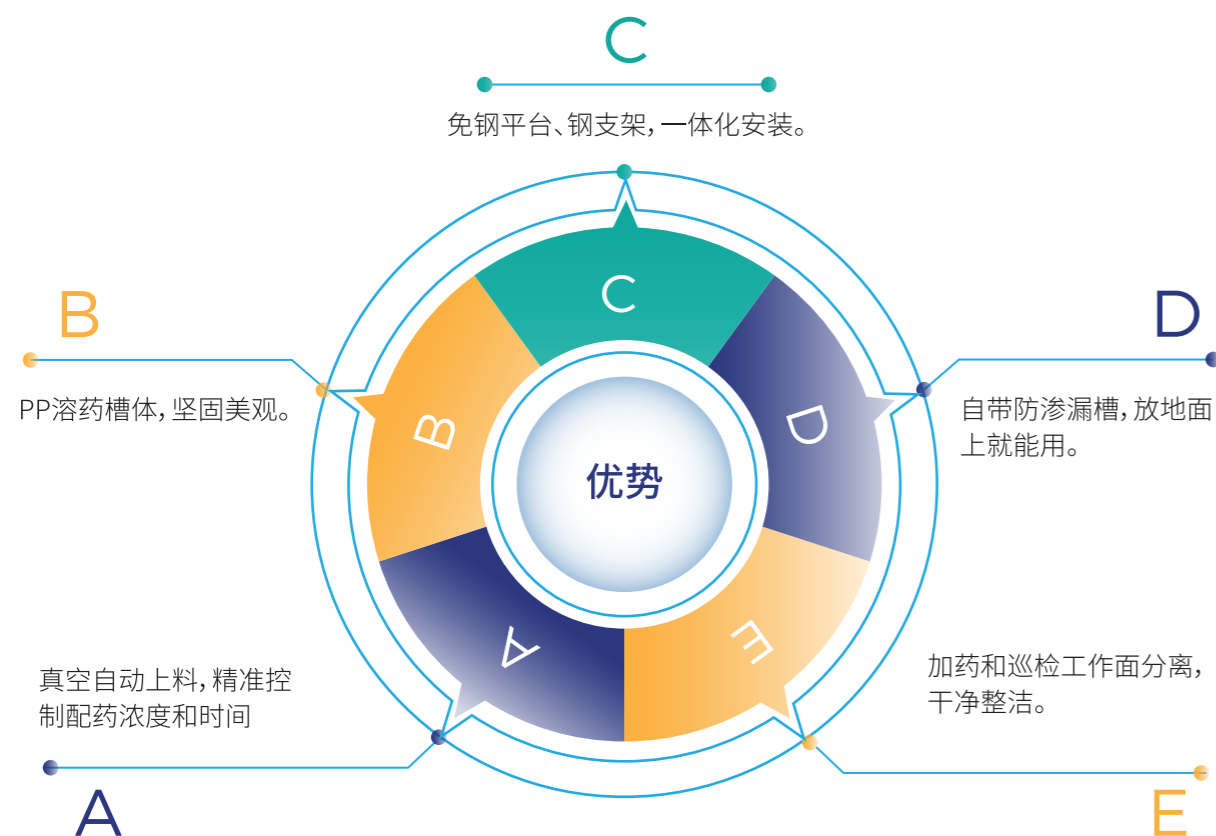 C
免钢平台、钢支架，一体化安装。
B
PP溶药槽体，坚固美观。
D
自带防渗漏槽，放地面
上就能用。
C
B
D
优势
A
E
真空自动上料，精准控
制配药浓度和时间
A
加药和巡检工作面分离，
干净整洁。
E